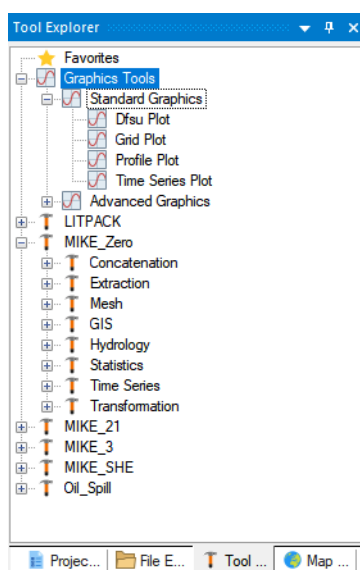 Tool Explorer
Favorites
Graphics Tools
Standard Graphics
Dfsu Plot
Grid Plot
Profile Plot
Time Series Plot
Advanced Graphics
LITPACK
MIKE_Zero
Concatenation
Extraction
Mesh
GIS
Hydrology
Statistics
Time Series
Transformation
MIKE_21
MIKE_3
MIKE_SHE
Oil_Spill
Projec... File E... Tool ... Map ...